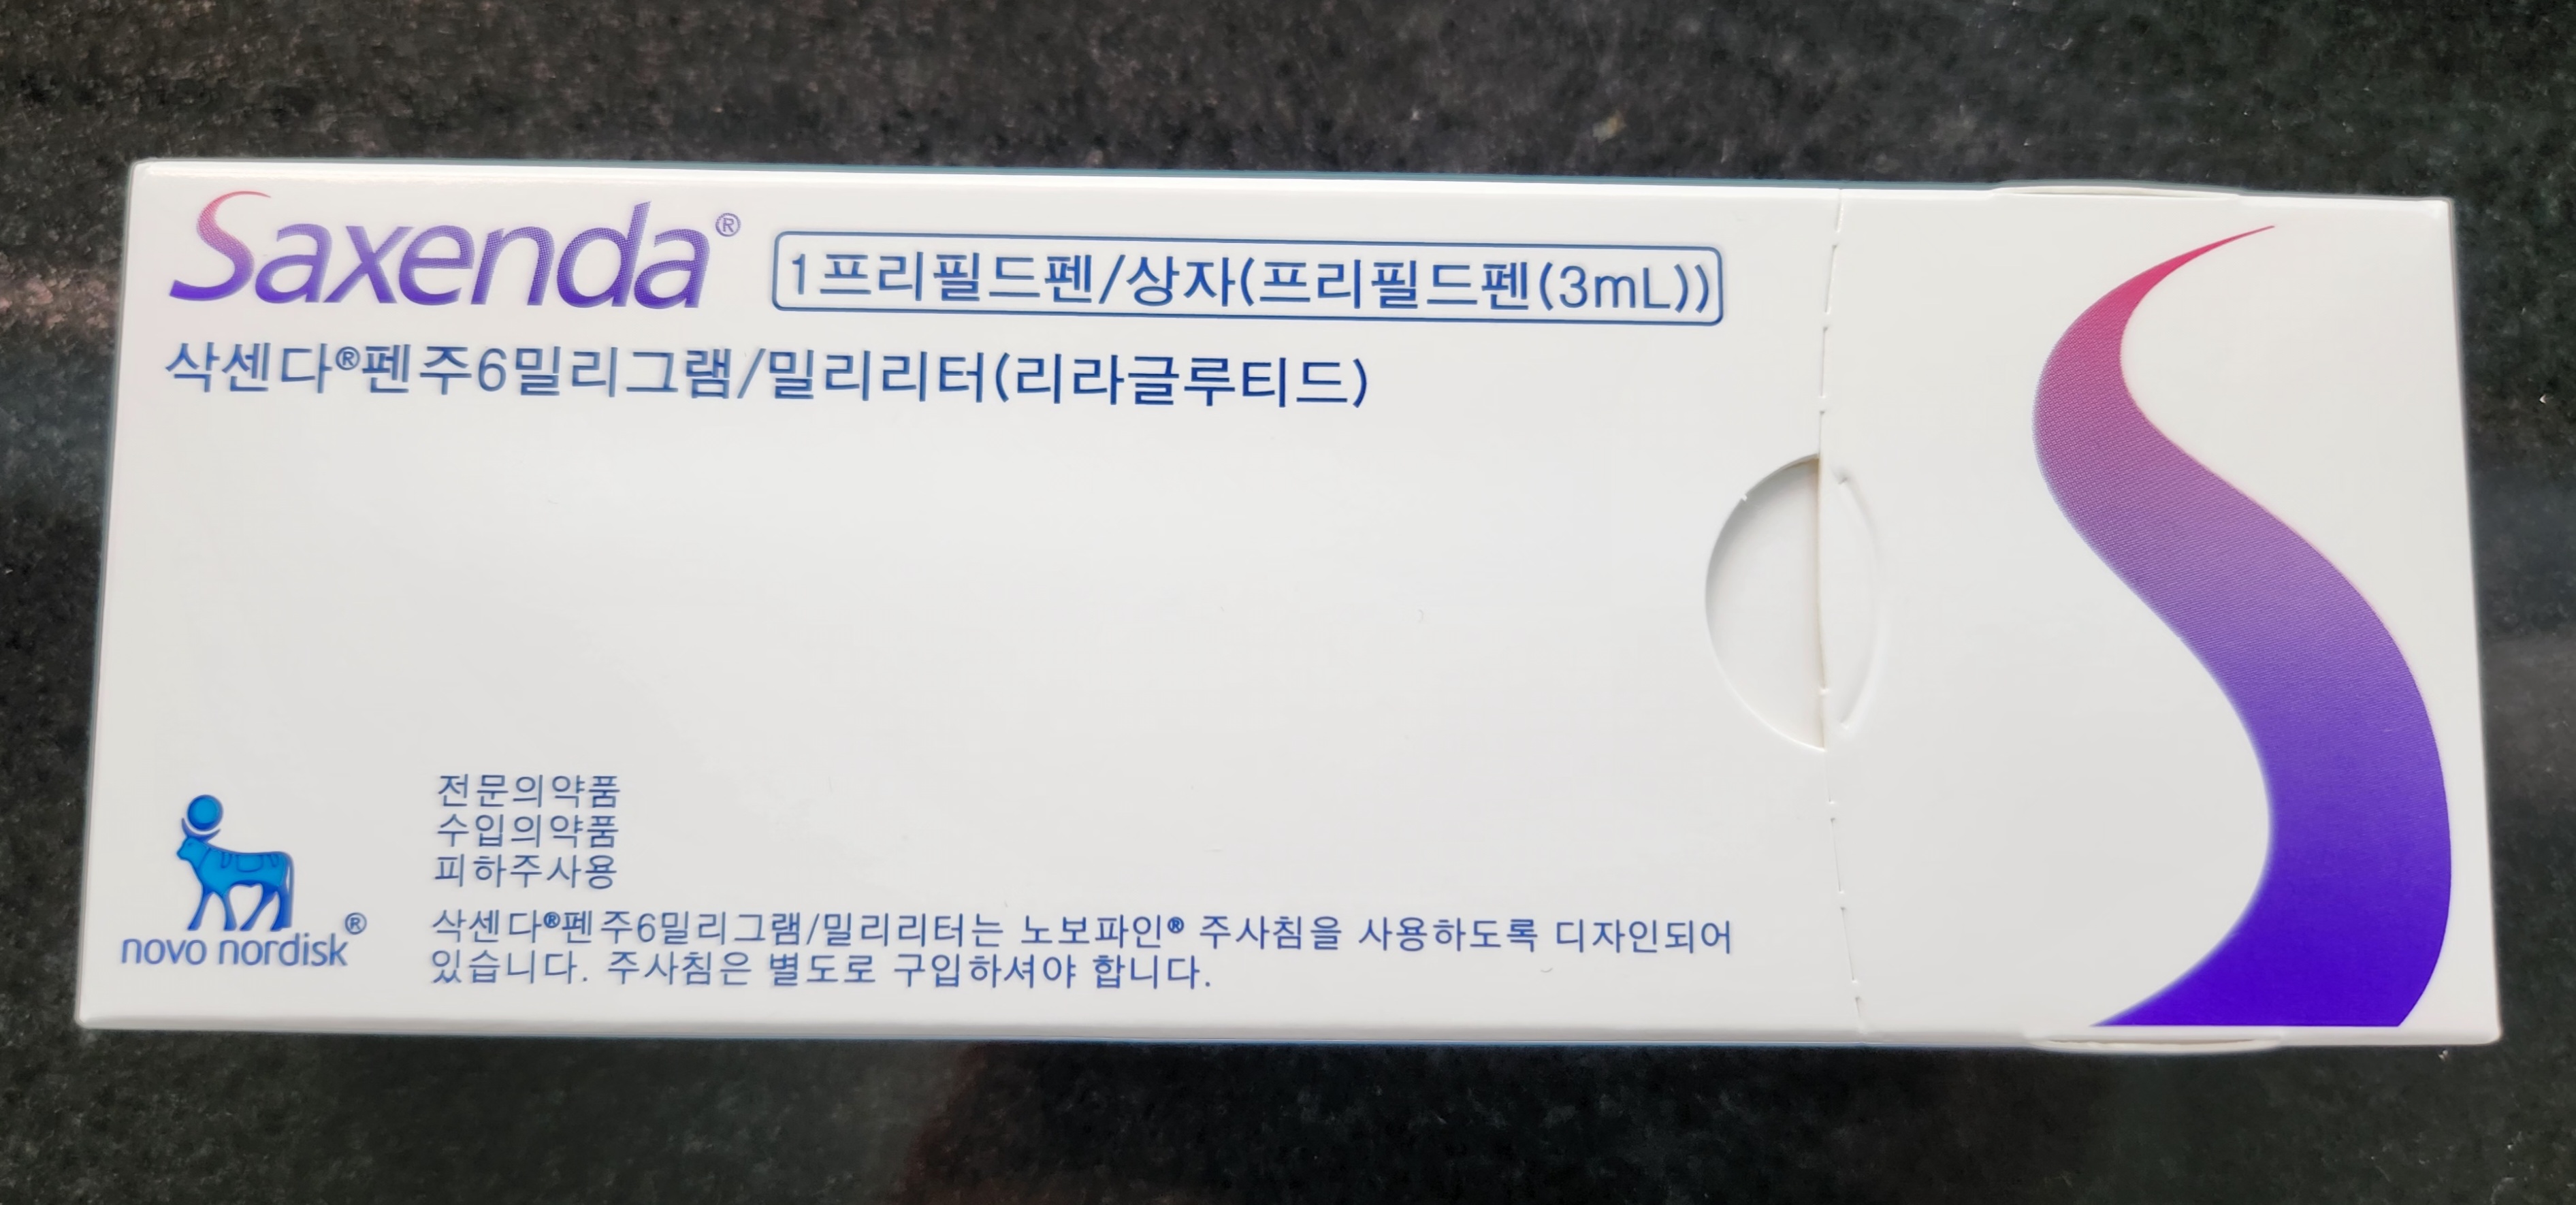 Saxenda® 1프리필드펜/상자(프리필드펜(3mL))
삭센다®펜주6밀리그램/밀리리터(리라글루티드)
전문의약품
수입의약품
피하주사용
삭센다®펜주6밀리그램/밀리리터는 노보파인® 주사침을 사용하도록 디자인되어
있습니다. 주사침은 별도로 구입하셔야 합니다.
novo nordisk®